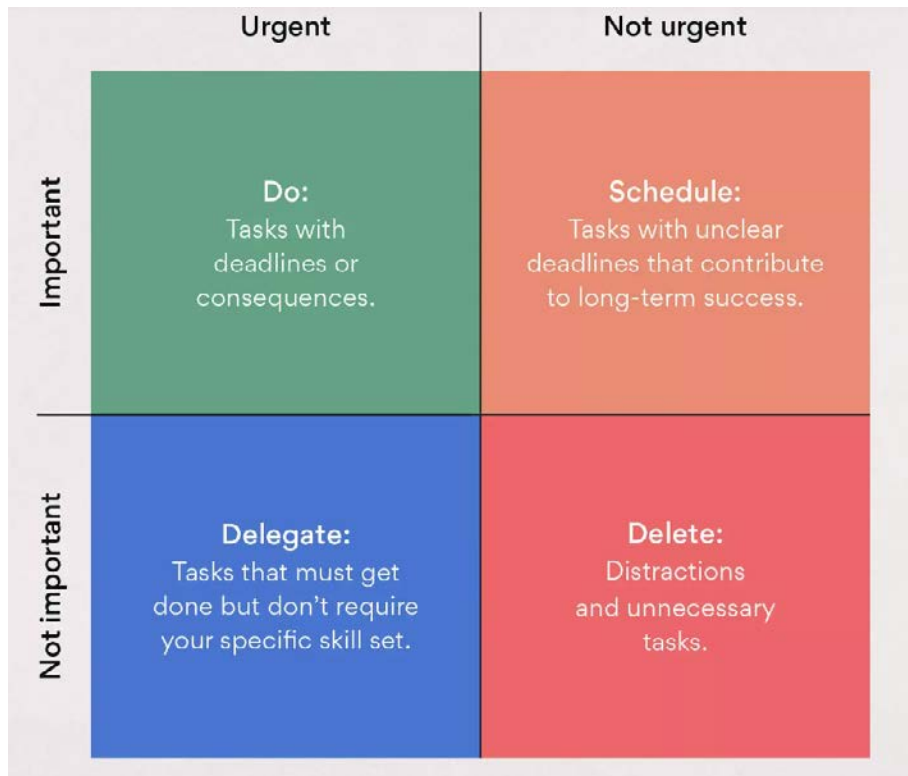 Urgent
Not urgent
Important
Do:
Tasks with
deadlines or
consequences.
Schedule:
Tasks with unclear
deadlines that contribute
to long-term success.
Not important
Delegate:
Tasks that must get
done but don’t require
your specific skill set.
Delete:
Distractions
and unnecessary
tasks.